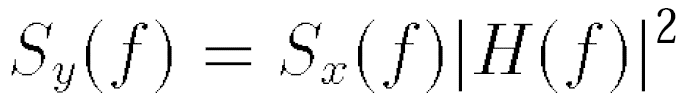 $S_y(f) = S_x(f)|H(f)|^2$